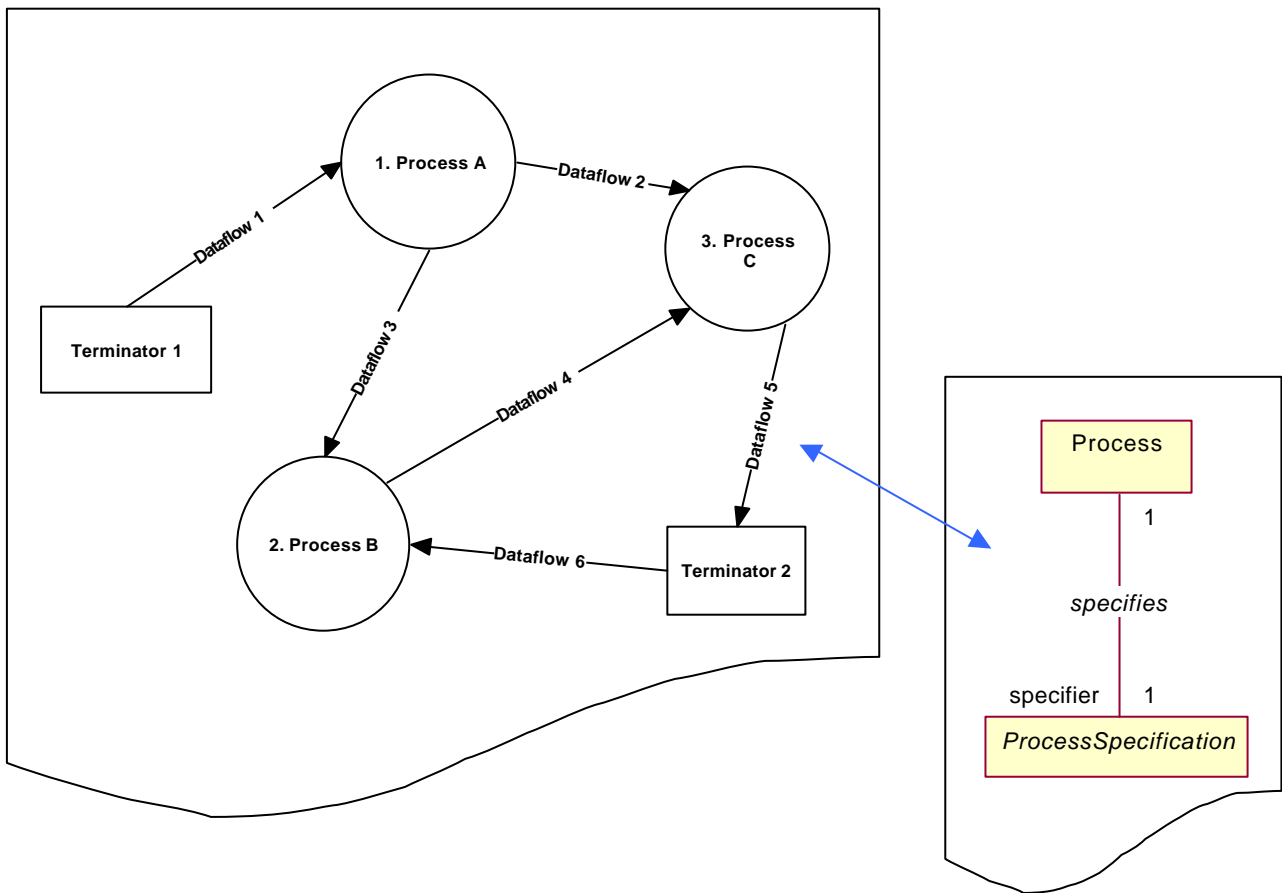 1. Process A
Dataflow 2
Dataflow 1
3. Process
C
Terminator 1
Dataflow 3
Dataflow 4
Dataflow 5
2. Process B
Dataflow 6
Terminator 2
Process
1
specifies
specifier 1
ProcessSpecification